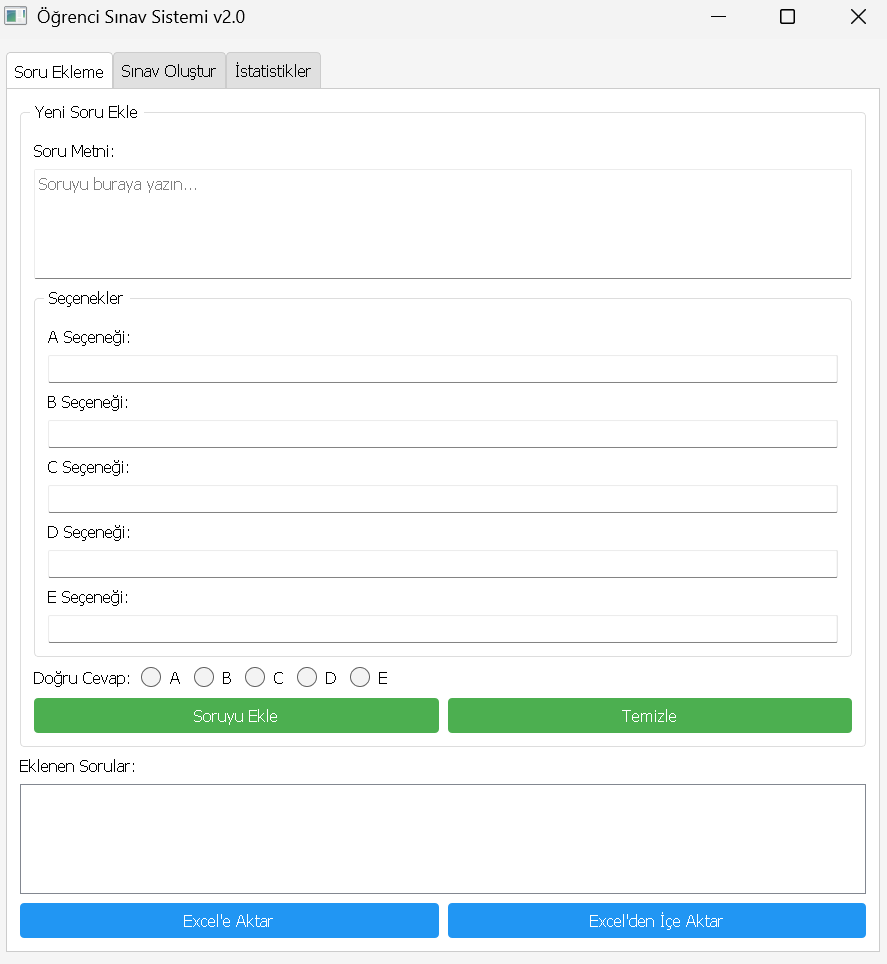 Öğrenci Sınav Sistemi v2.0
Soru Ekleme Sınav Oluştur İstatistikler
Yeni Soru Ekle
Soru Metni:
Soruyu buraya yazın...
Seçenekler
A Seçeneği:
B Seçeneği:
C Seçeneği:
D Seçeneği:
E Seçeneği:
Doğru Cevap: A B C D E
Soruyu Ekle Temizle
Eklenen Sorular:
Excel'e Aktar Excel'den İçe Aktar